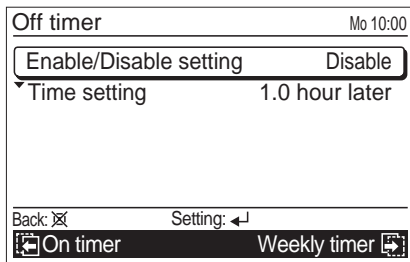 Off timer Mo 10:00
Enable/Disable setting Disable
Time setting 1.0 hour later
Back: Setting:
On timer Weekly timer